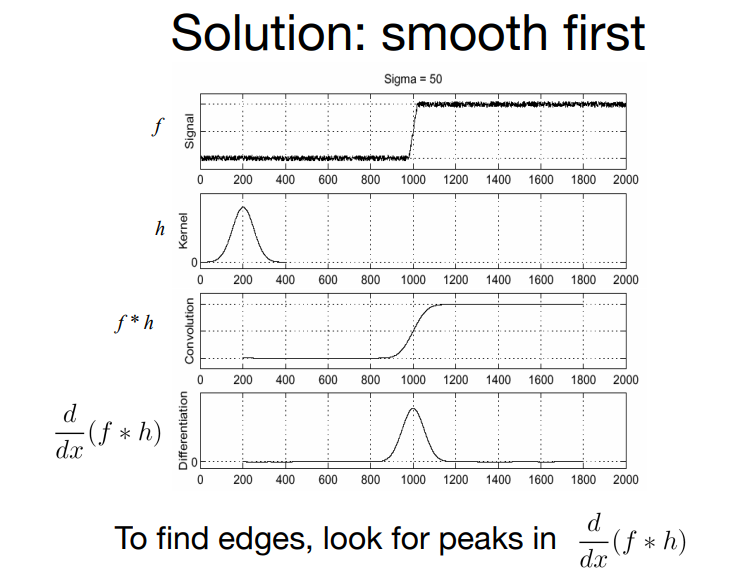 Solution: smooth first
Sigma = 50
f
Signal
0 200 400 600 800 1000 1200 1400 1600 1800 2000
h
Kernel
0
0 200 400 600 800 1000 1200 1400 1600 1800 2000
f * h
Convolution
0 200 400 600 800 1000 1200 1400 1600 1800 2000
d/dx (f * h)
Differentiation
0
0 200 400 600 800 1000 1200 1400 1600 1800 2000
To find edges, look for peaks in d/dx (f * h)